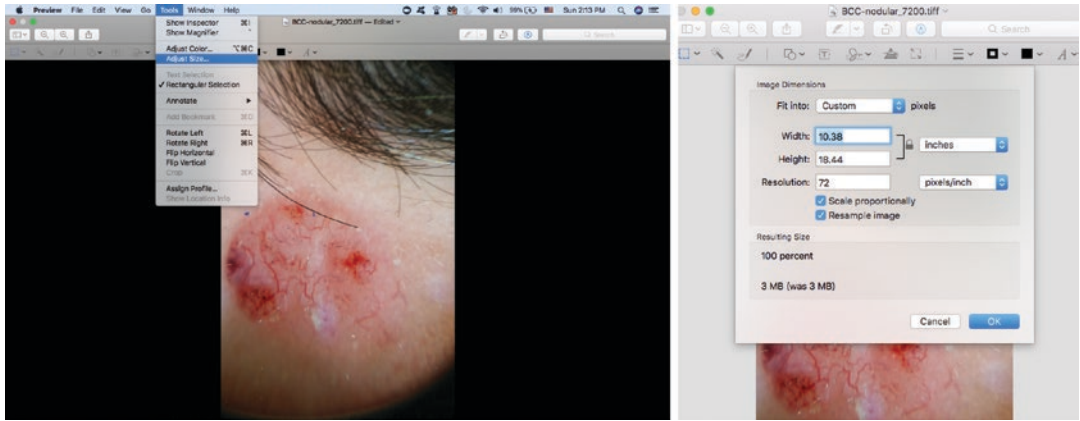 Preview File Edit View Go Tools Window Help
99% Sun 2:13 PM
BCC-nodular_7200.tiff — Edited
Search
Show Inspector ⌘I
Show Magnifier `
Adjust Color... ⌥⌘C
Adjust Size...
Text Selection
✓ Rectangular Selection
Annotate
Add Bookmark ⌘D
Rotate Left ⌘L
Rotate Right ⌘R
Flip Horizontal
Flip Vertical
Crop ⌘K
Assign Profile...
Show Location Info
BCC-nodular_7200.tiff
Search
Image Dimensions
Fit into: Custom pixels
Width: 10.38
inches
Height: 18.44
Resolution: 72 pixels/inch
Scale proportionally
Resample image
Resulting Size
100 percent
3 MB (was 3 MB)
Cancel OK